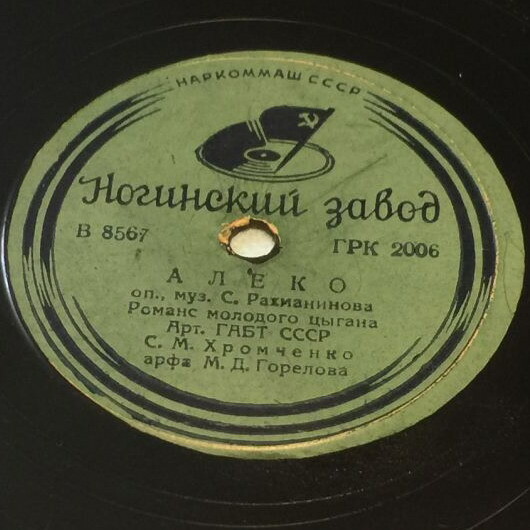 НАРКОММАШ СССР
Ногинский завод
В 8567 ГРК 2006
АЛЕКО
оп., муз. С. Рахманинова
Романс молодого цыгана
Арт. ГАБТ СССР
С. М. Хромченко
арфа М. Д. Горелова